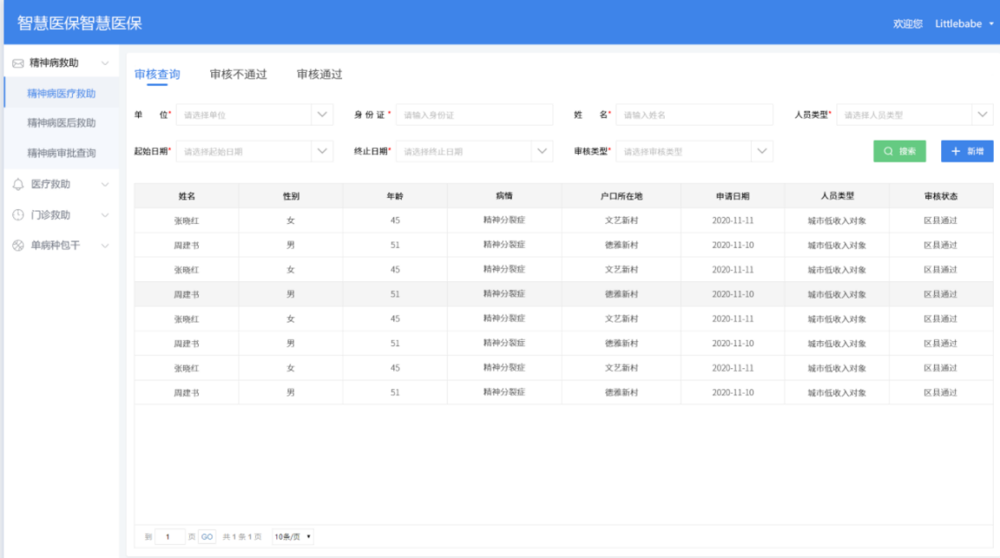 智慧医保智慧医保
欢迎您 Littlebabe
精神病救助
精神病医疗救助
精神病医后救助
精神病审批查询
医疗救助
门诊救助
单病种包干
审核查询 审核不通过 审核通过
单 位* 请选择单位 身份证* 请输入身份证 姓 名* 请输入姓名 人员类型* 请选择人员类型
起始日期* 请选择起始日期 终止日期* 请选择终止日期 审核类型* 请选择审核类型 搜索 新增
姓名 性别 年龄 病情 户口所在地 申请日期 人员类型 审核状态
张晓红 女 45 精神分裂症 文艺新村 2020-11-11 城市低收入对象 区县通过
周建书 男 51 精神分裂症 德雅新村 2020-11-10 城市低收入对象 区县通过
张晓红 女 45 精神分裂症 文艺新村 2020-11-11 城市低收入对象 区县通过
周建书 男 51 精神分裂症 德雅新村 2020-11-10 城市低收入对象 区县通过
张晓红 女 45 精神分裂症 文艺新村 2020-11-11 城市低收入对象 区县通过
周建书 男 51 精神分裂症 德雅新村 2020-11-10 城市低收入对象 区县通过
张晓红 女 45 精神分裂症 文艺新村 2020-11-11 城市低收入对象 区县通过
周建书 男 51 精神分裂症 德雅新村 2020-11-10 城市低收入对象 区县通过
到 1 页 GO 共1条1页 10条/页